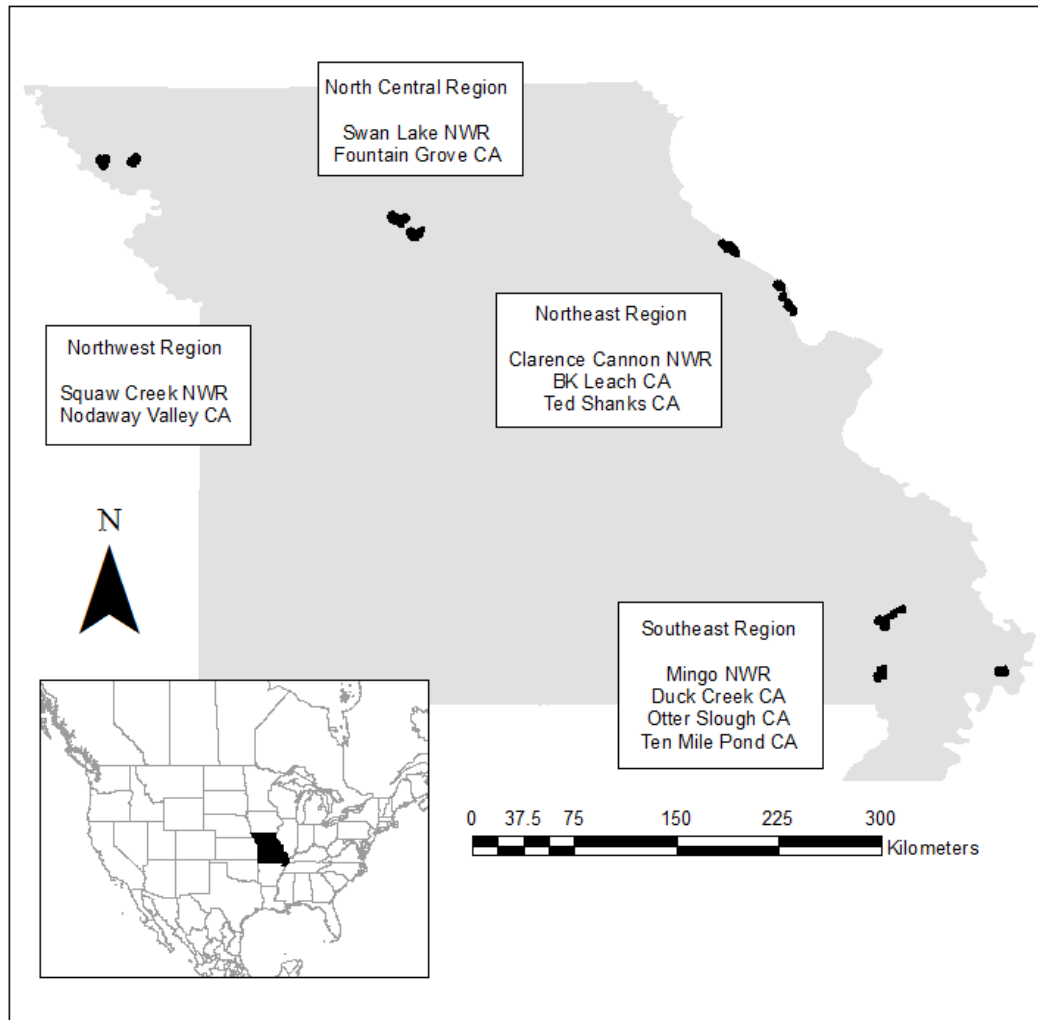 North Central Region
Swan Lake NWR
Fountain Grove CA
Northeast Region
Clarence Cannon NWR
BK Leach CA
Ted Shanks CA
Northwest Region
Squaw Creek NWR
Nodaway Valley CA
N
Southeast Region
Mingo NWR
Duck Creek CA
Otter Slough CA
Ten Mile Pond CA
0 37.5 75 150 225 300
Kilometers